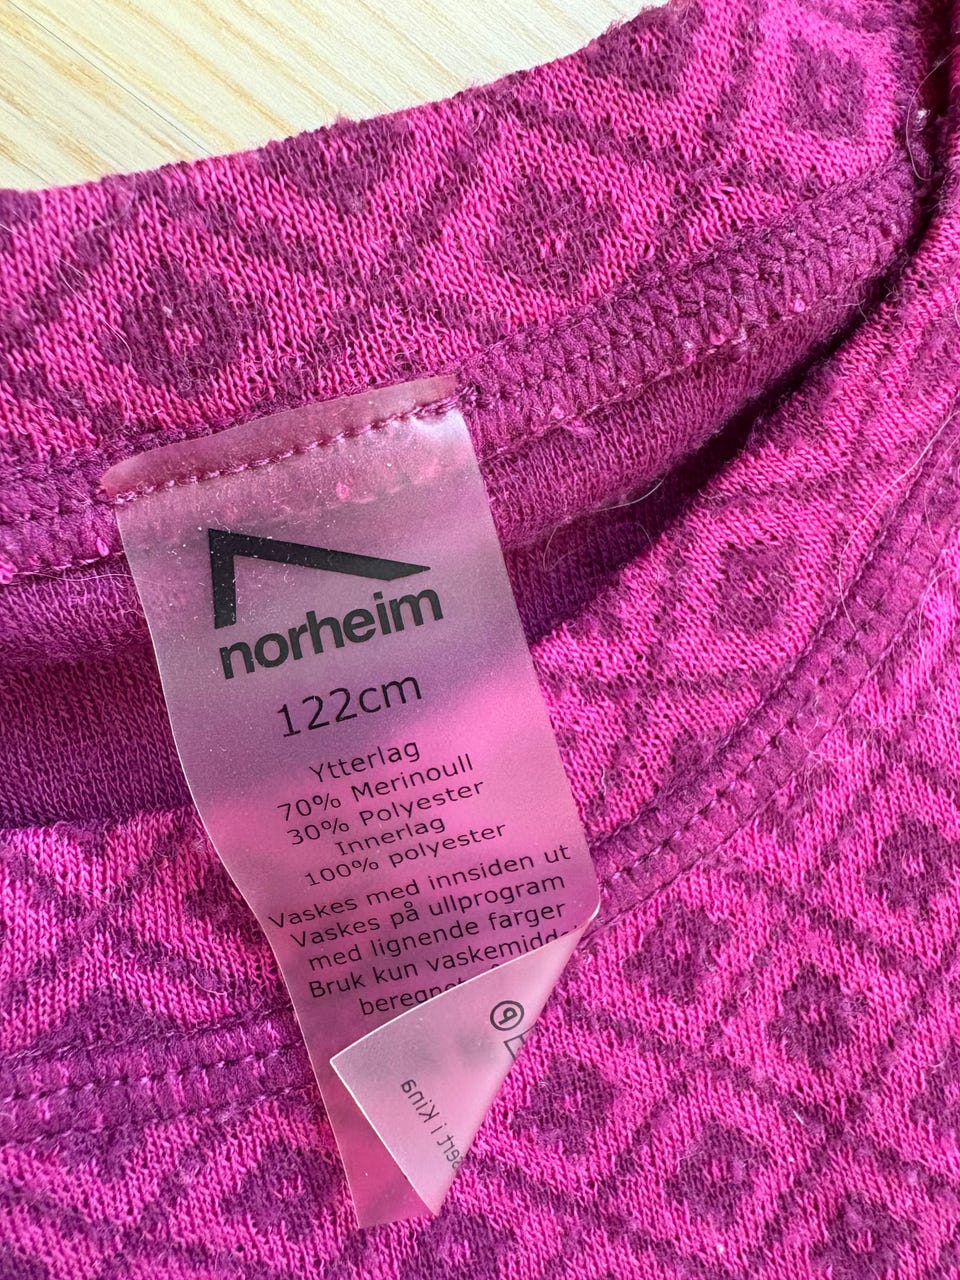 norheim
122cm
Ytterlag
70% Merinoull
30% Polyester
Innerlag
100% polyester
Vaskes med innsiden ut
Vaskes på ullprogram
med lignende farger
Bruk kun
P
i Kina